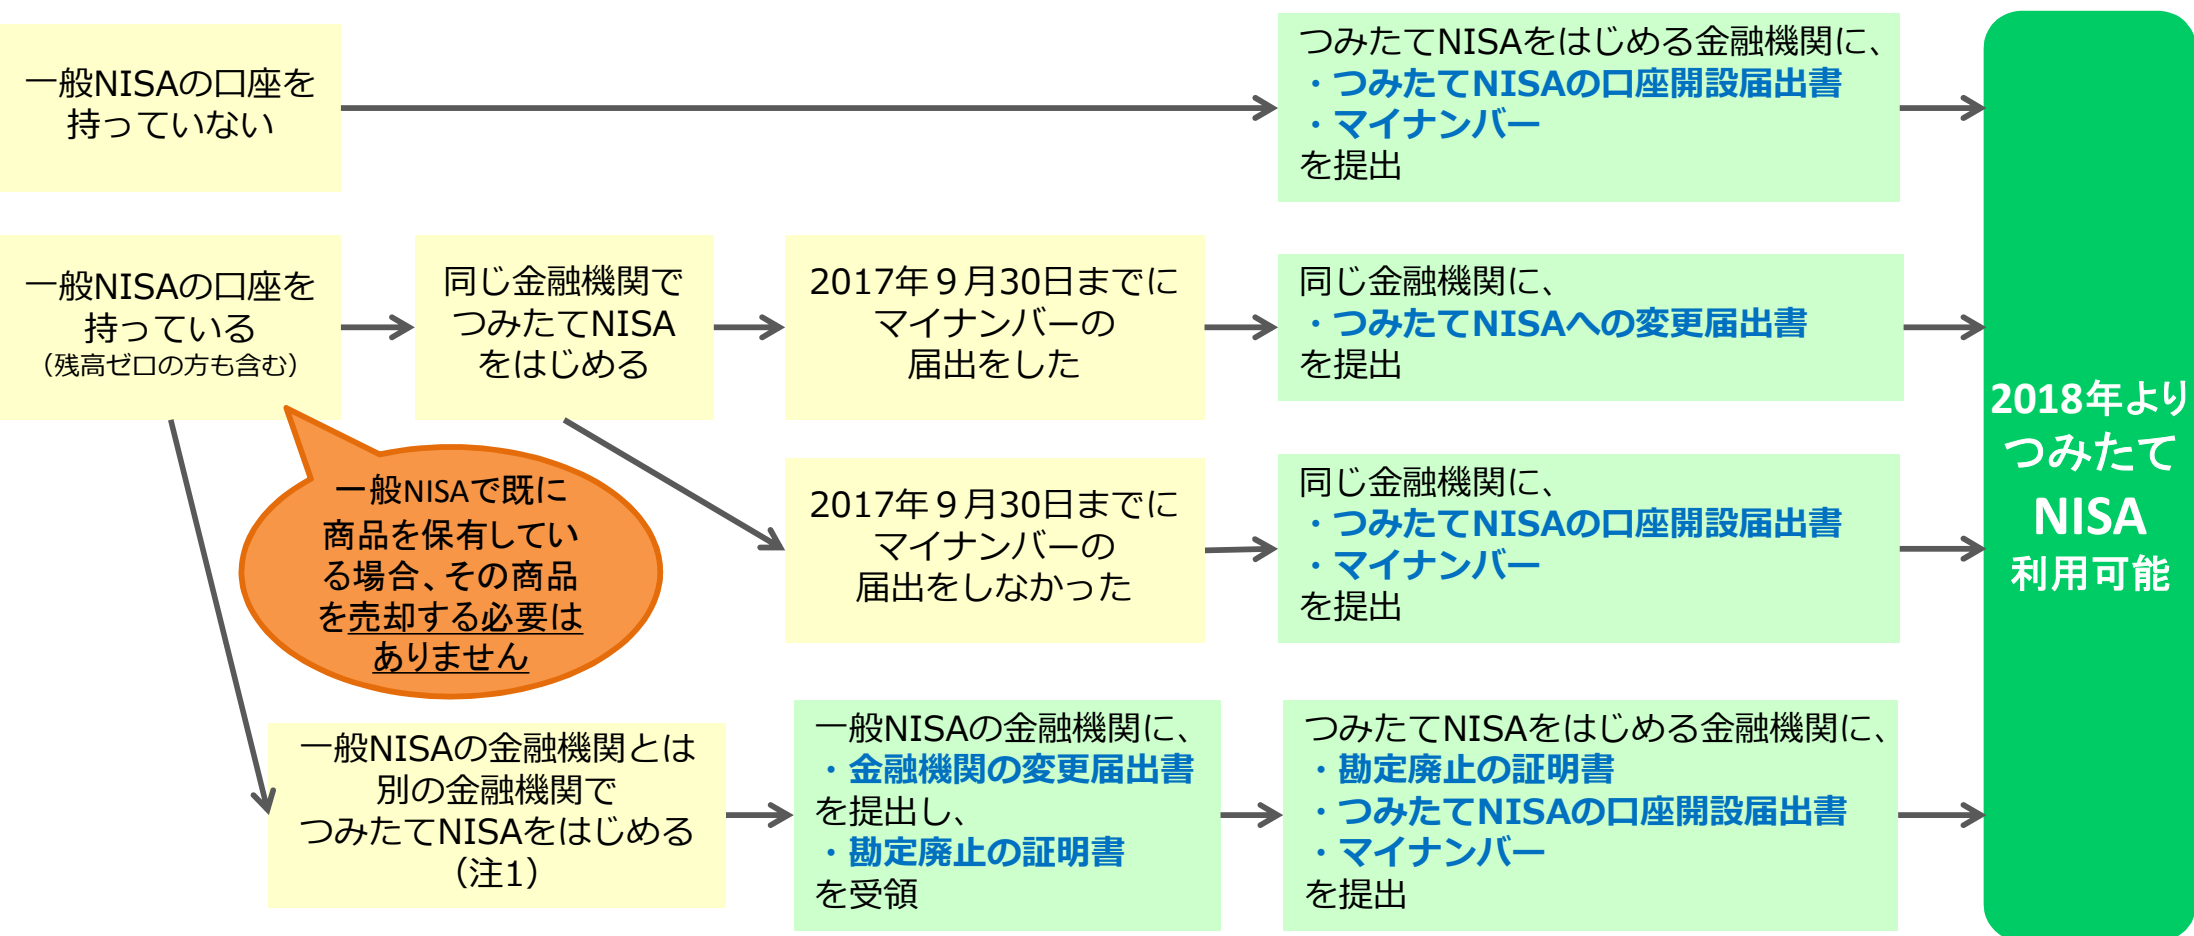 一般NISAの口座を
持っていない
つみたてNISAをはじめる金融機関に、
・つみたてNISAの口座開設届出書
・マイナンバー
を提出
一般NISAの口座を
持っている
（残高ゼロの方も含む）
同じ金融機関で
つみたてNISA
をはじめる
2017年９月30日までに
マイナンバーの
届出をした
同じ金融機関に、
・つみたてNISAへの変更届出書
を提出
一般NISAで既に
商品を保有してい
る場合、その商品
を売却する必要は
ありません
2017年９月30日までに
マイナンバーの
届出をしなかった
同じ金融機関に、
・つみたてNISAの口座開設届出書
・マイナンバー
を提出
一般NISAの金融機関とは
別の金融機関で
つみたてNISAをはじめる
（注1）
一般NISAの金融機関に、
・金融機関の変更届出書
を提出し、
・勘定廃止の証明書
を受領
つみたてNISAをはじめる金融機関に、
・勘定廃止の証明書
・つみたてNISAの口座開設届出書
・マイナンバー
を提出
2018年より
つみたて
NISA
利用可能